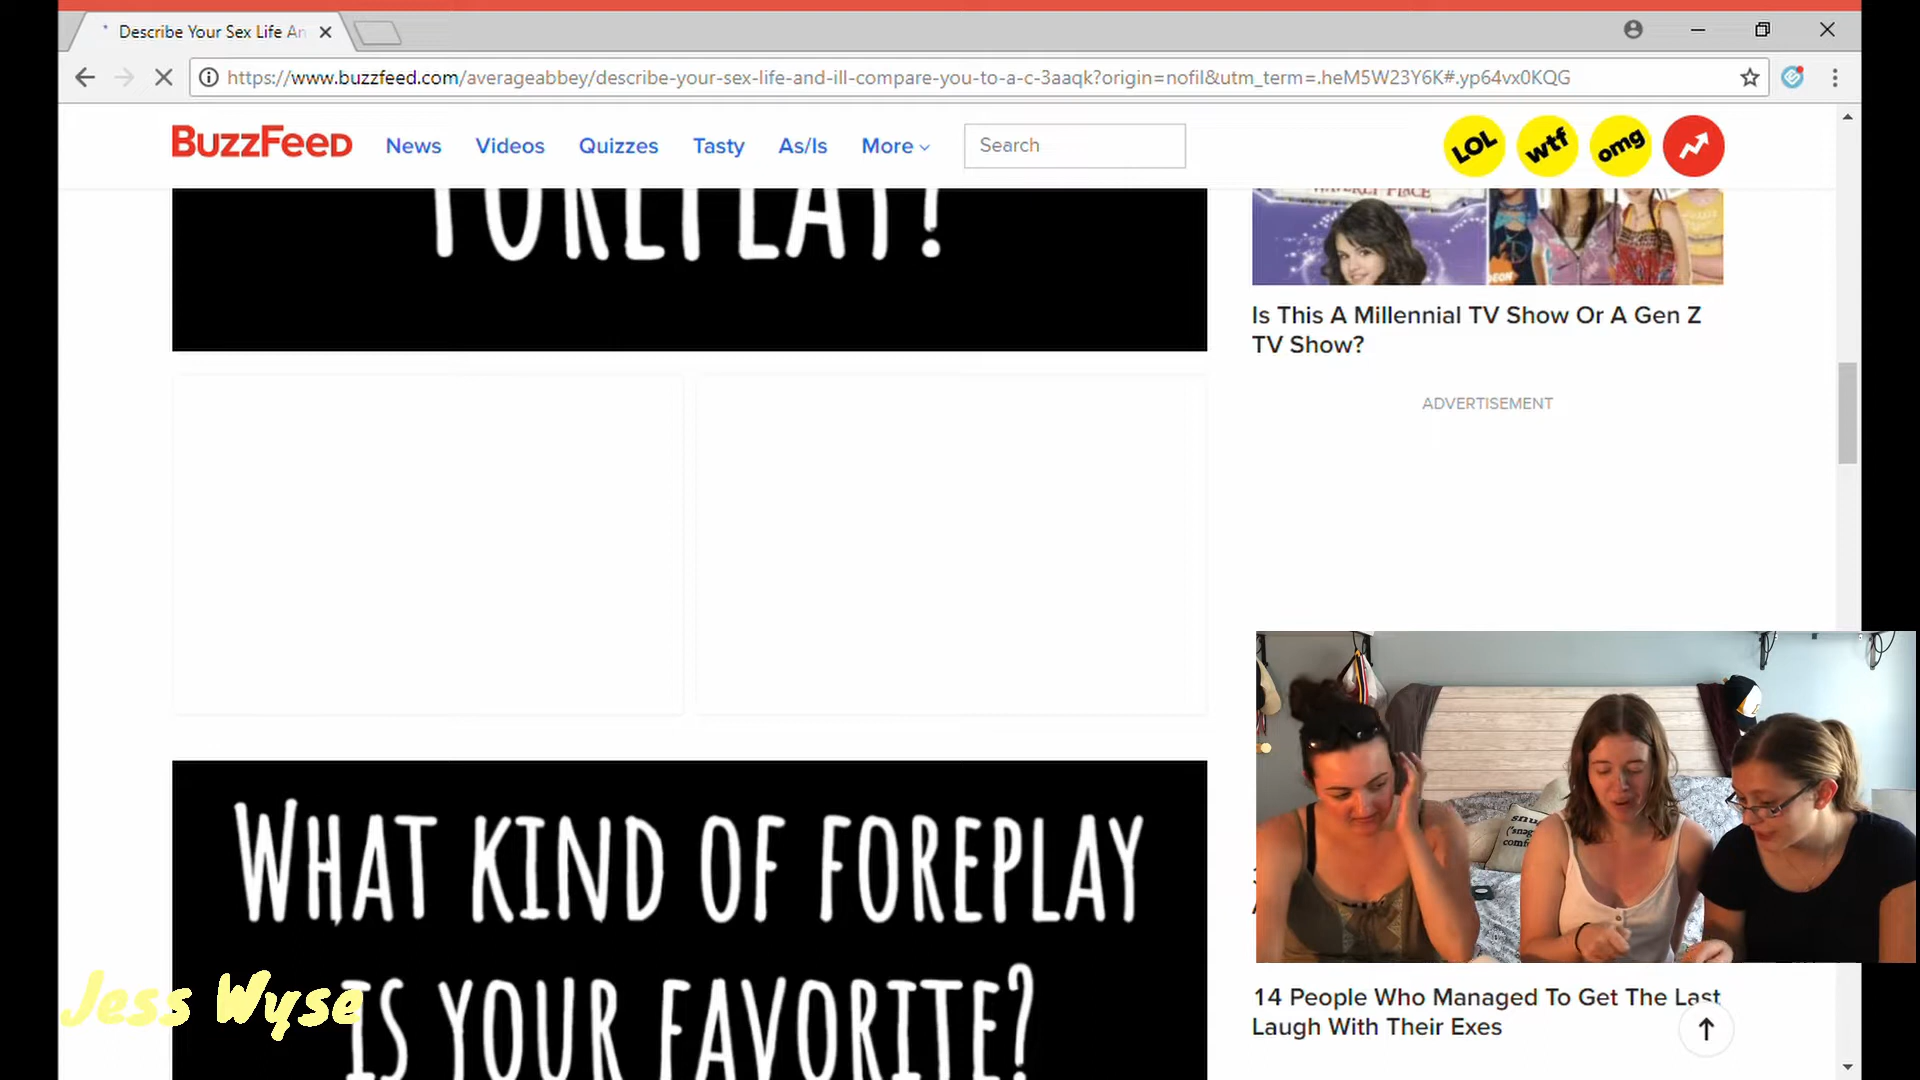 Describe Your Sex Life An
https://www.buzzfeed.com/averageabbey/describe-your-sex-life-and-ill-compare-you-to-a-c-3aaqk?origin=nofil&utm_term=.heM5W23Y6K#.yp64vx0KQG
BuzzFeed News Videos Quizzes Tasty As/Is More Search LOL wtf omg
FOREPLAY?
WAVERLY PLACE
Is This A Millennial TV Show Or A Gen Z
TV Show?
ADVERTISEMENT
WHAT KIND OF FOREPLAY
IS YOUR FAVORITE?
Jess Wyse
14 People Who Managed To Get The Last
Laugh With Their Exes